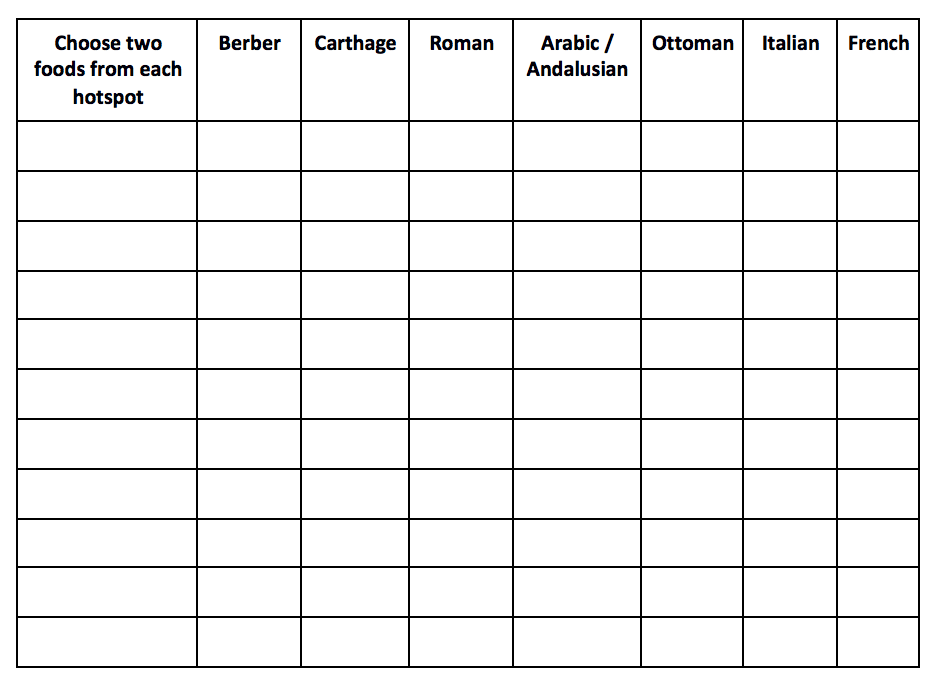 Choose two
foods from each
hotspot
Berber
Carthage
Roman
Arabic /
Andalusian
Ottoman
Italian
French